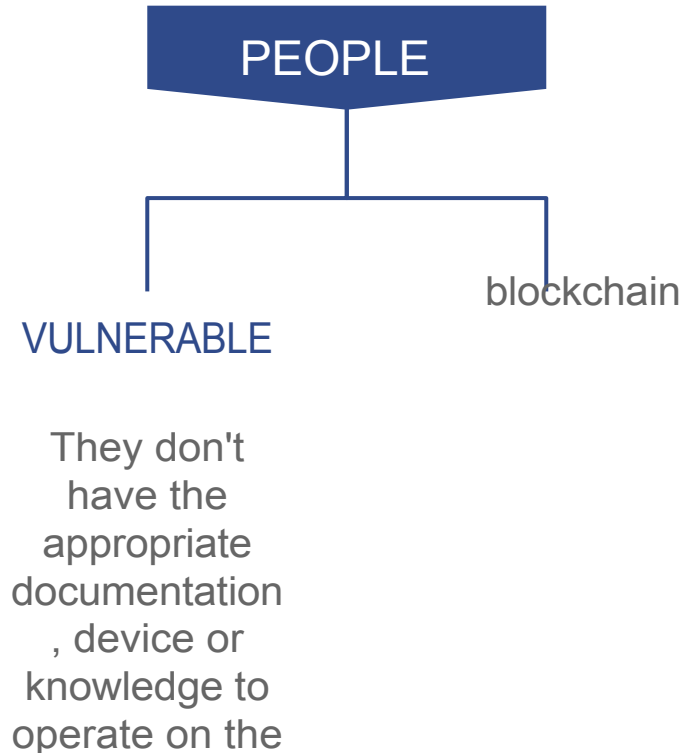 PEOPLE
blockchain
VULNERABLE
They don't
have the
appropriate
documentation
, device or
knowledge to
operate on the